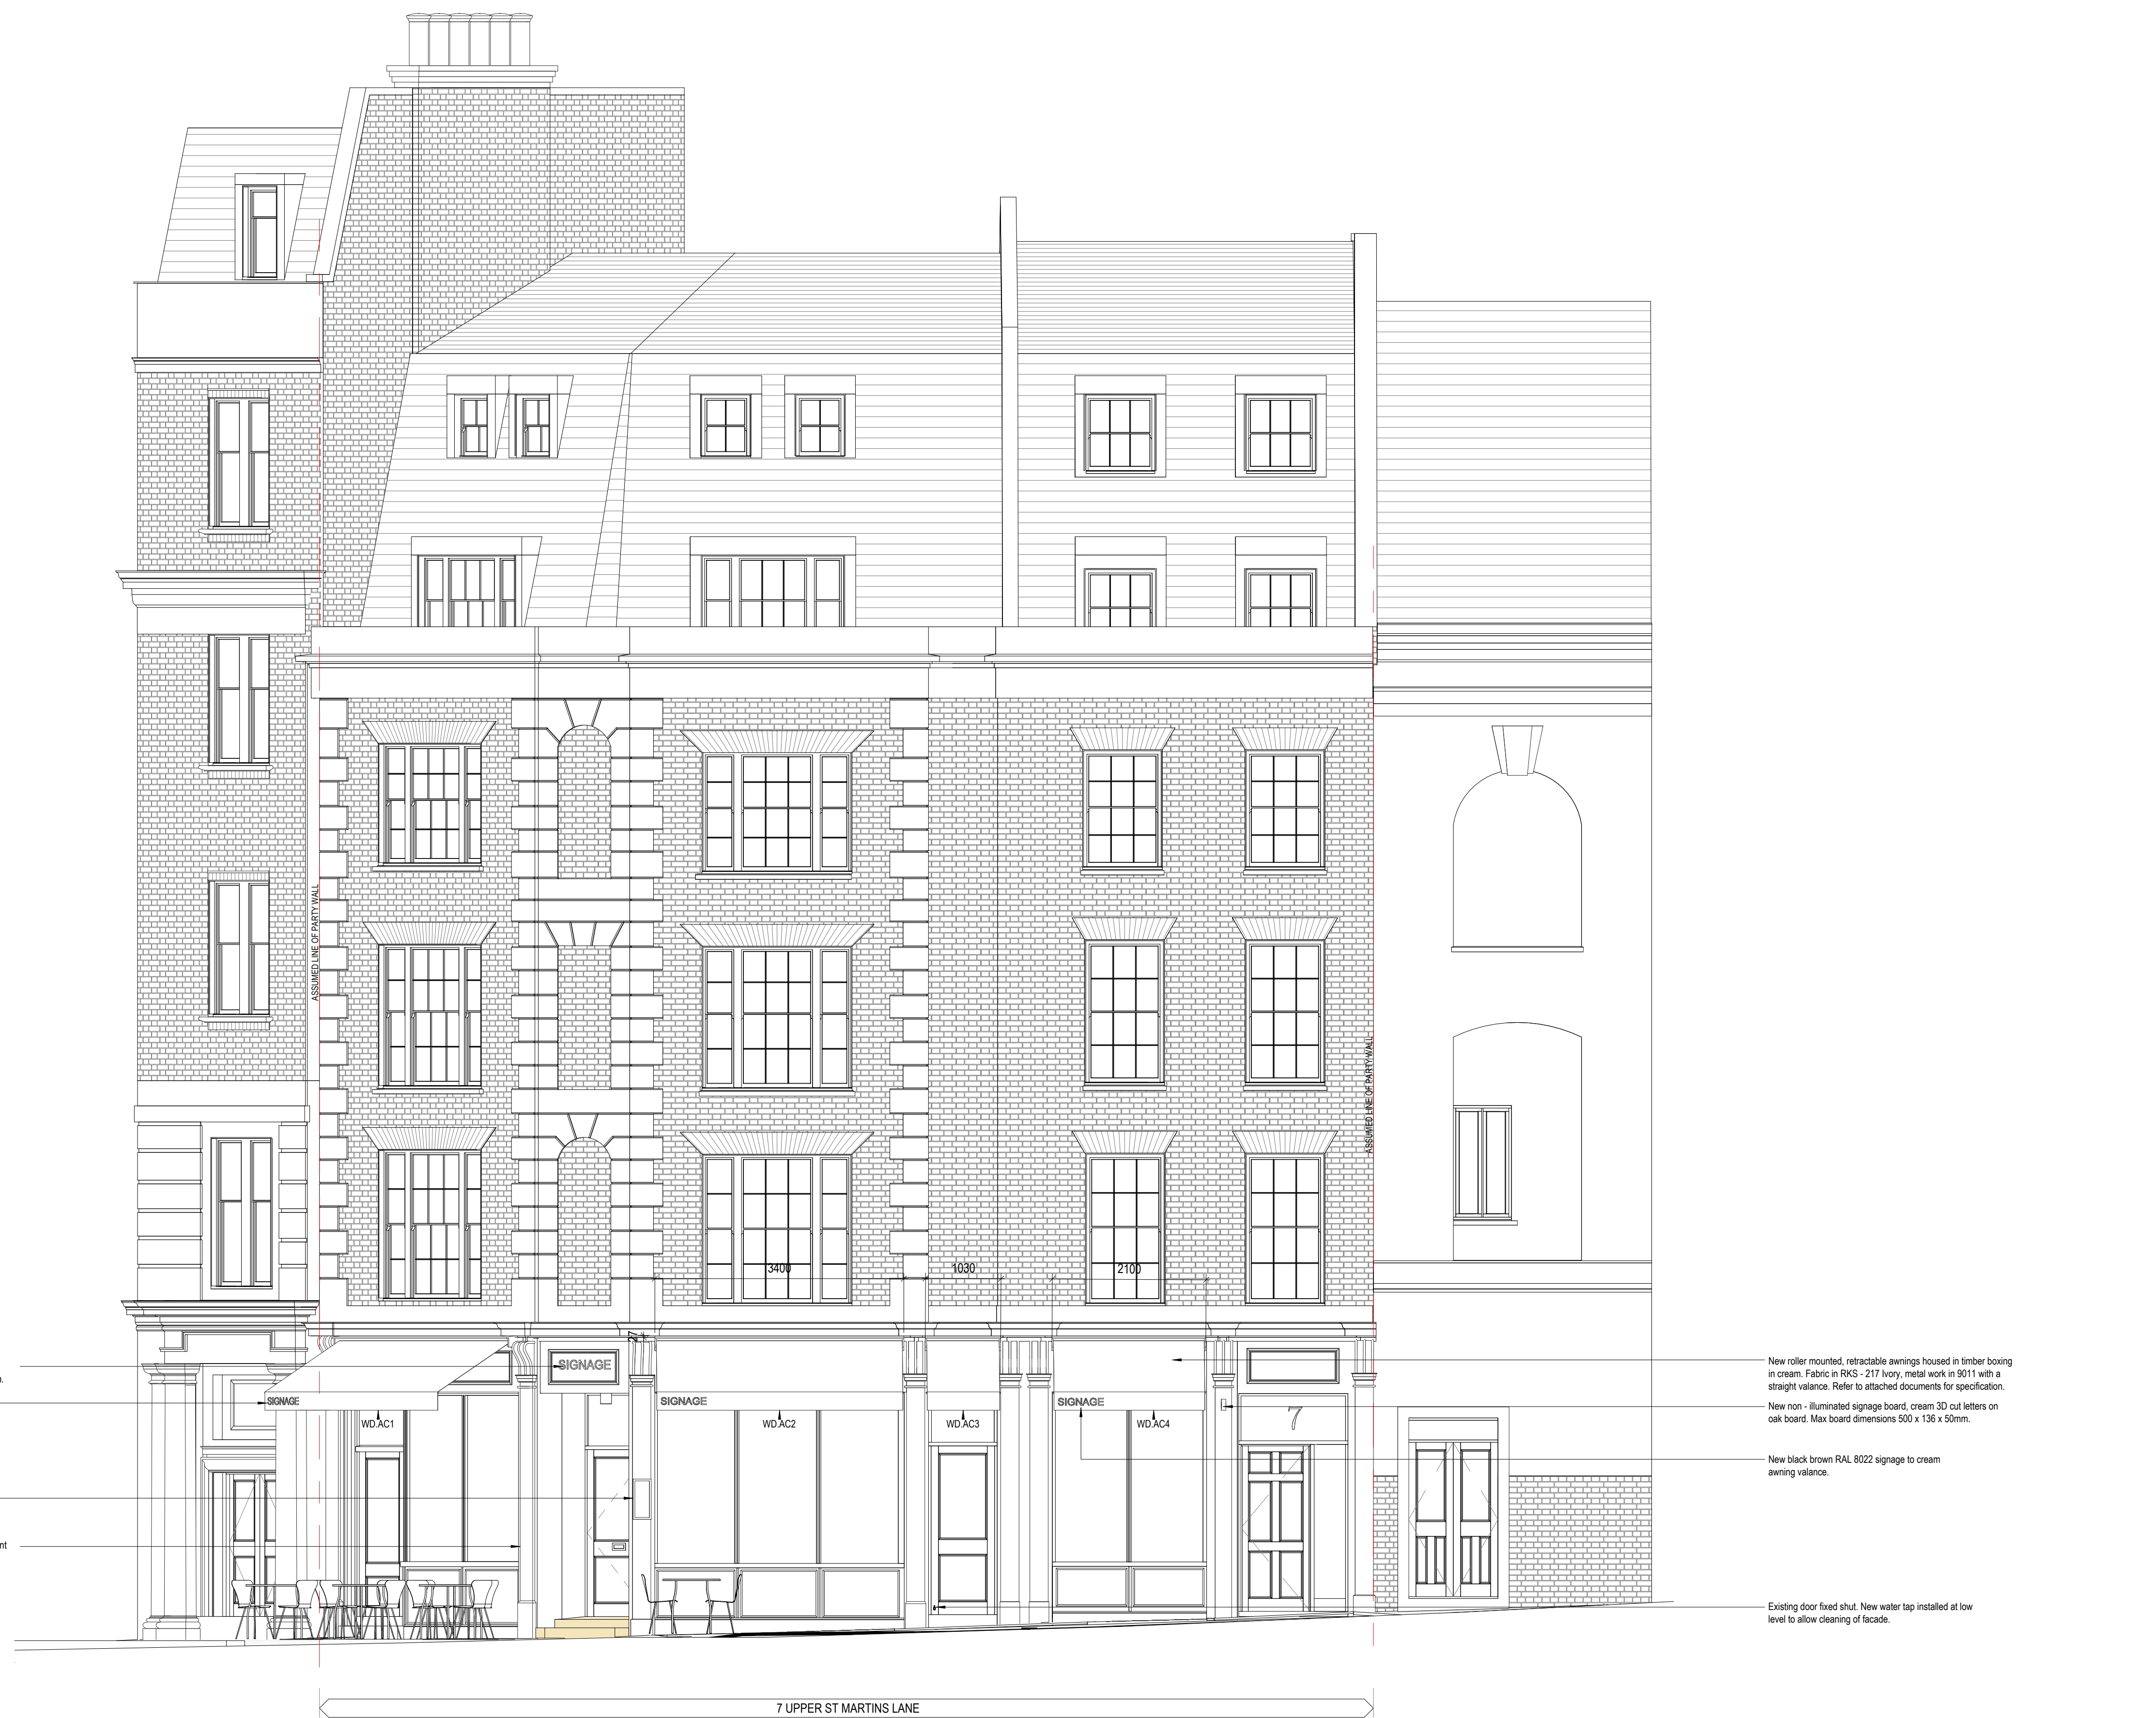 ASSUMED LINE OF PARTY WALL
ASSUMED LINE OF PARTY WALL
3400
1030
2100
27
SIGNAGE
n.
SIGNAGE
SIGNAGE
SIGNAGE
WD.AC1
WD.AC2
WD.AC3
WD.AC4
7
nt
New roller mounted, retractable awnings housed in timber boxing
in cream. Fabric in RKS - 217 Ivory, metal work in 9011 with a
straight valance. Refer to attached documents for specification.
New non - illuminated signage board, cream 3D cut letters on
oak board. Max board dimensions 500 x 136 x 50mm.
New black brown RAL 8022 signage to cream
awning valance.
Existing door fixed shut. New water tap installed at low
level to allow cleaning of facade.
7 UPPER ST MARTINS LANE